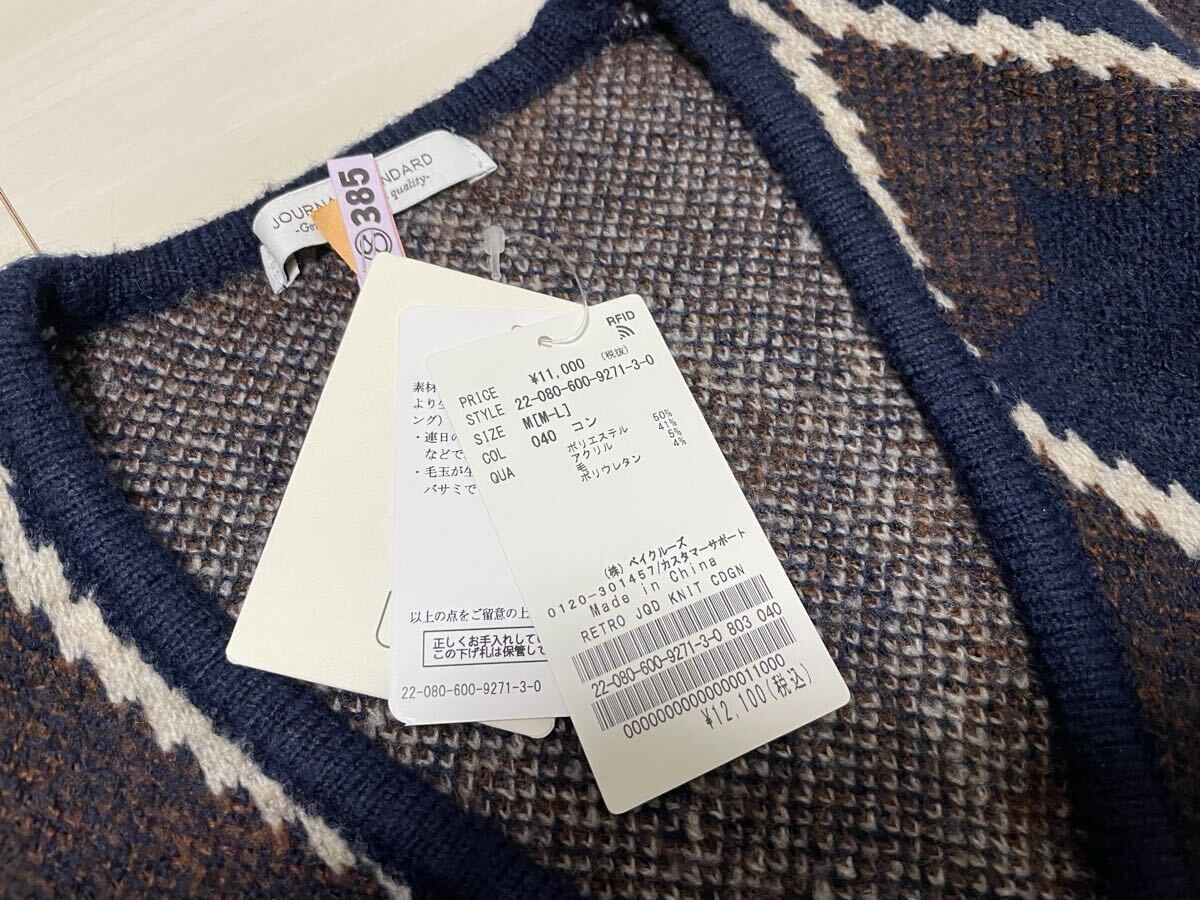 JOURNA NDARD
quality-
385
RFID
PRICE ¥11,000 (税抜)
STYLE 22-080-600-9271-3-0
SIZE M[M-L]
COL 040 コン
QUA ポリエステル 50%
アクリル 41%
毛 5%
ポリウレタン 4%
(株) ベイクルーズ
0120-301457/カスタマーサポート
Made in China
RETRO JQD KNIT CDGN
22-080-600-9271-3-0 803 040
¥12,100(税込)
素材
より
ング)
・連日の
などで
・毛玉が
バサミで
以上の点をご留意の上
正しくお手入れしてい
この下げ札は保管して
22-080-600-9271-3-0